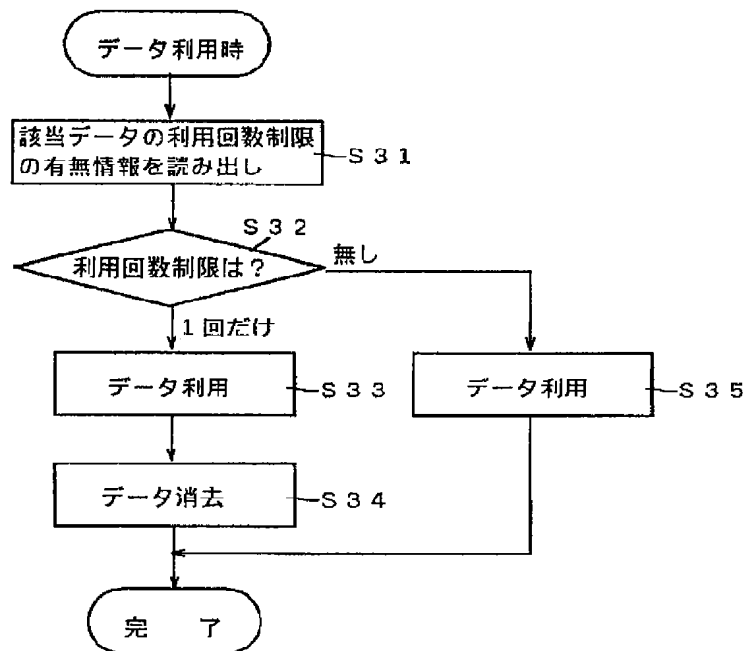 データ利用時
該当データの利用回数制限
の有無情報を読み出し
S31
S32
利用回数制限は?
無し
1回だけ
データ利用
S33
データ利用
S35
データ消去
S34
完 了